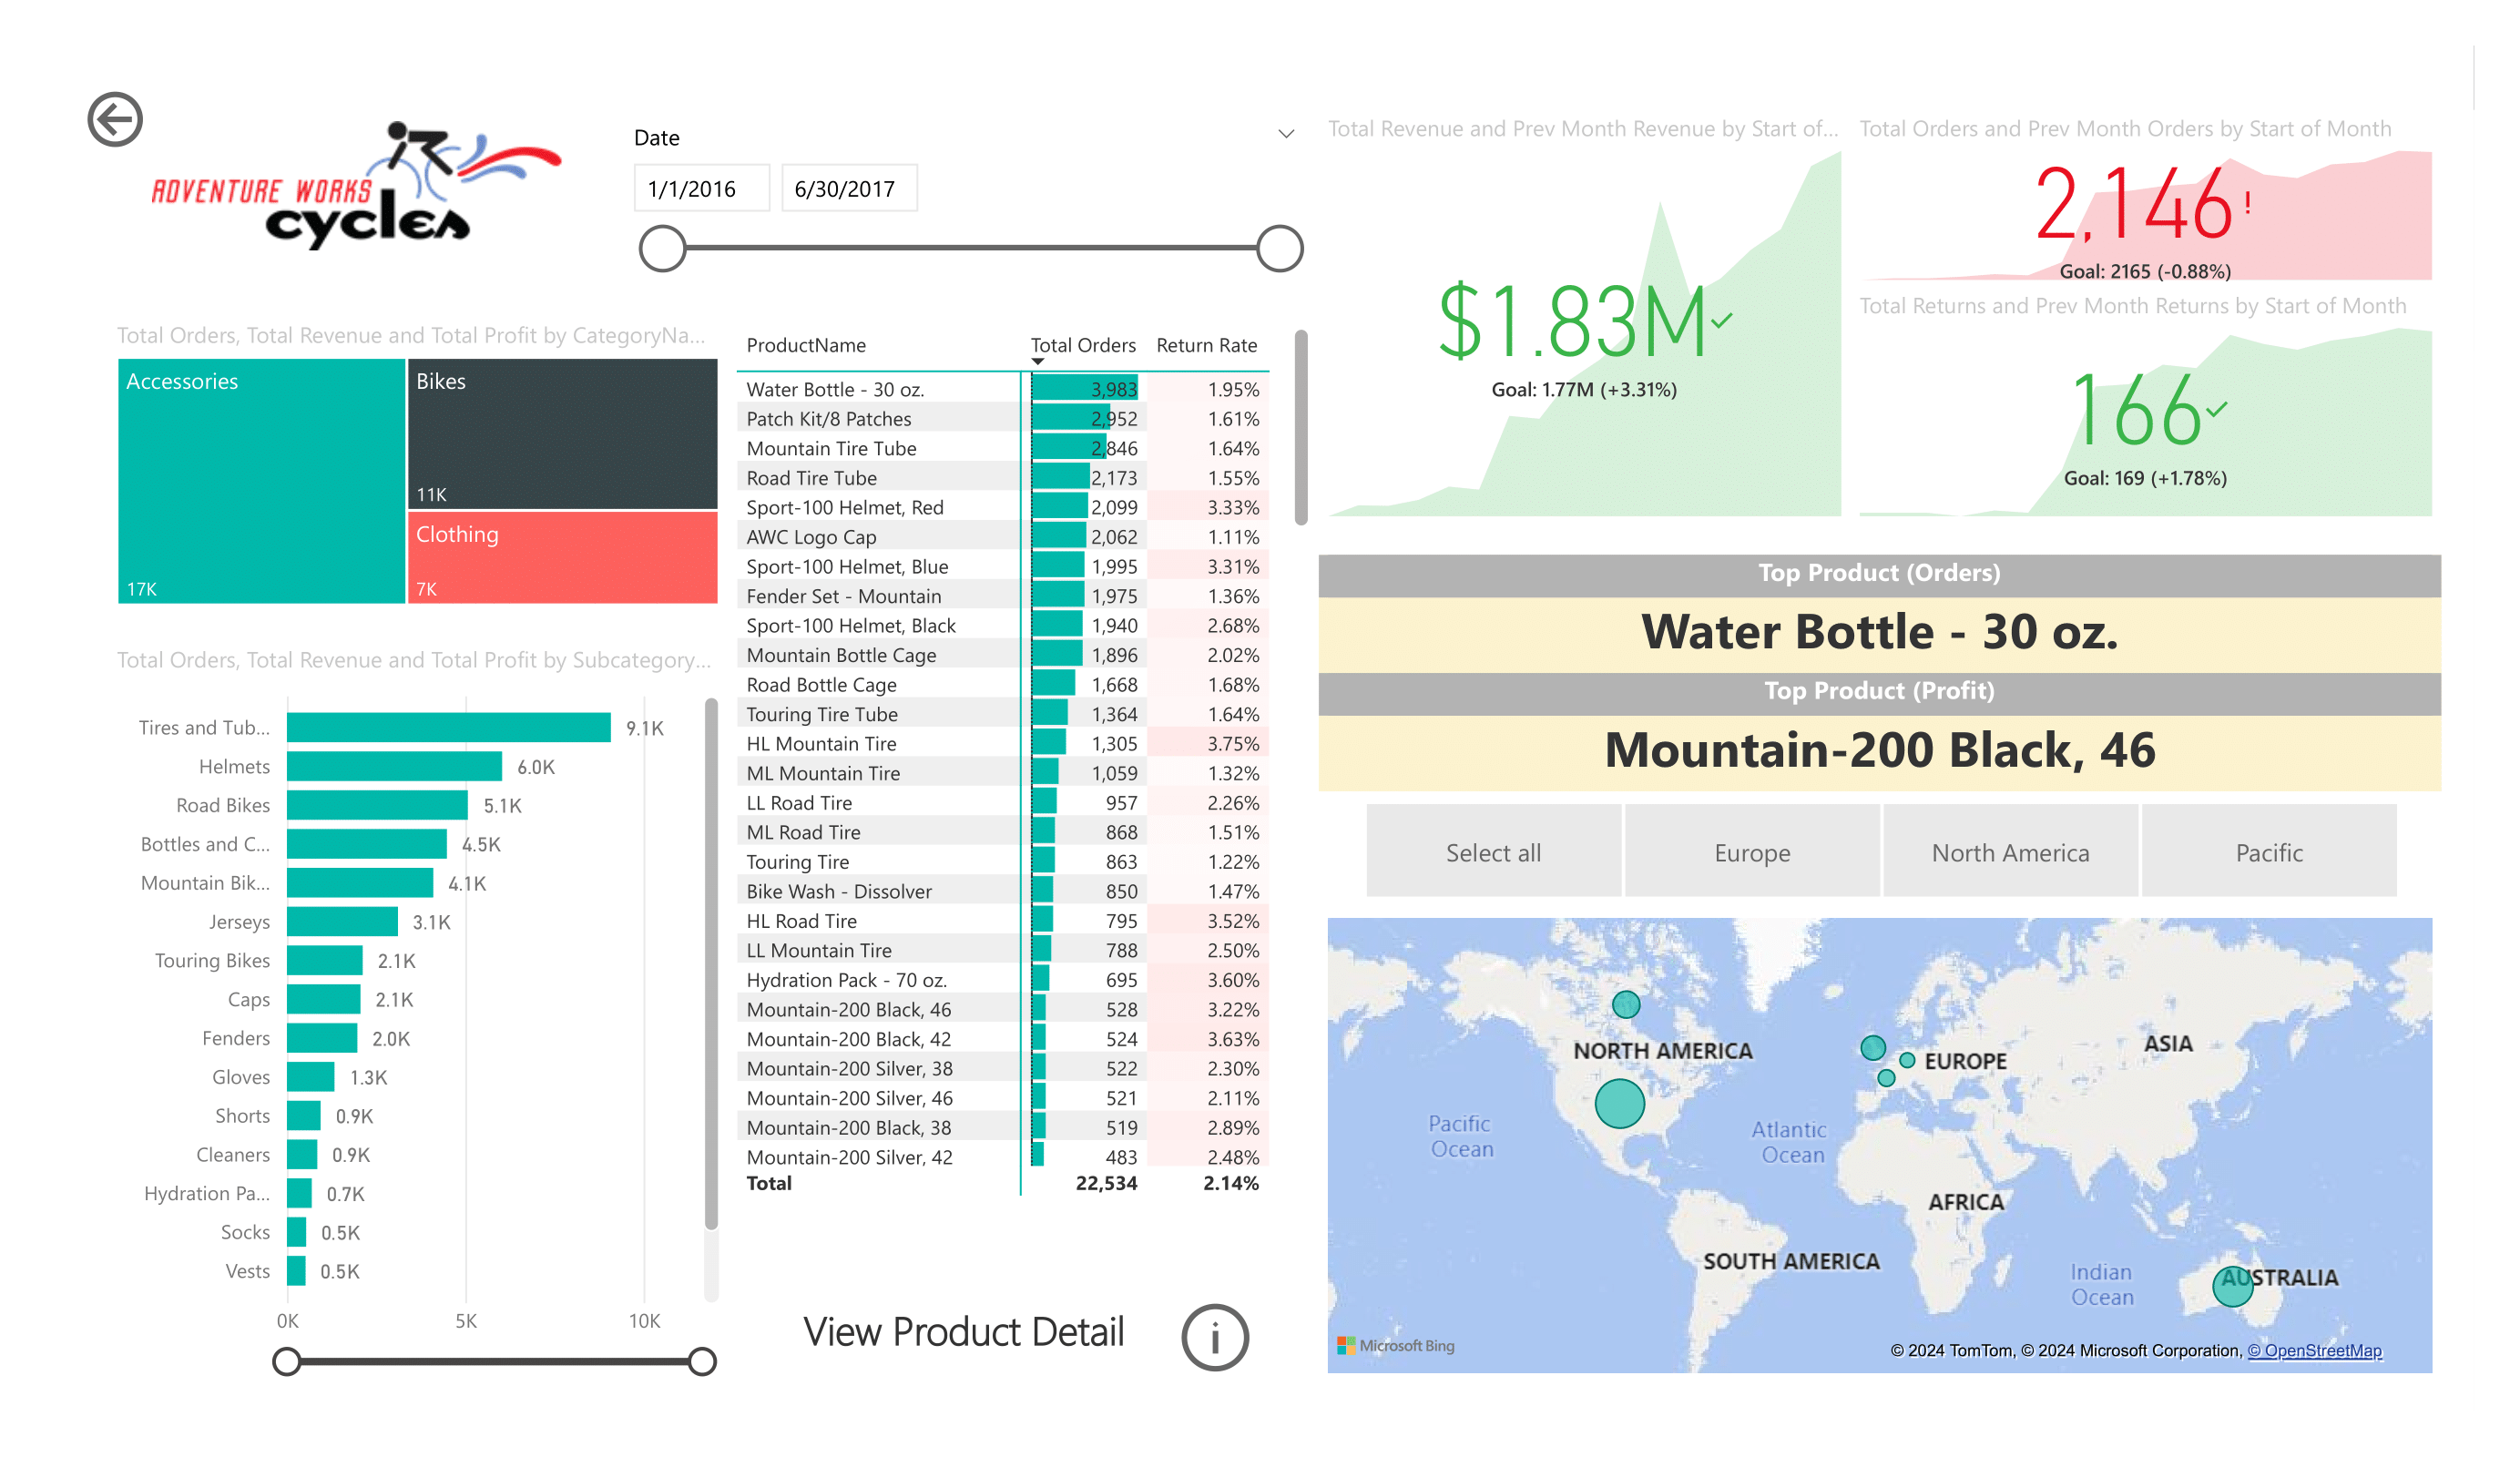 ADVENTURE WORKS
cycles
Date
1/1/2016
6/30/2017
Total Orders, Total Revenue and Total Profit by CategoryNa...
Accessories
17K
Bikes
11K
Clothing
7K
Total Orders, Total Revenue and Total Profit by Subcategory...
Tires and Tub... 9.1K
Helmets 6.0K
Road Bikes 5.1K
Bottles and C... 4.5K
Mountain Bik... 4.1K
Jerseys 3.1K
Touring Bikes 2.1K
Caps 2.1K
Fenders 2.0K
Gloves 1.3K
Shorts 0.9K
Cleaners 0.9K
Hydration Pa... 0.7K
Socks 0.5K
Vests 0.5K
0K 5K 10K
ProductName Total Orders Return Rate
Water Bottle - 30 oz. 3,983 1.95%
Patch Kit/8 Patches 2,952 1.61%
Mountain Tire Tube 2,846 1.64%
Road Tire Tube 2,173 1.55%
Sport-100 Helmet, Red 2,099 3.33%
AWC Logo Cap 2,062 1.11%
Sport-100 Helmet, Blue 1,995 3.31%
Fender Set - Mountain 1,975 1.36%
Sport-100 Helmet, Black 1,940 2.68%
Mountain Bottle Cage 1,896 2.02%
Road Bottle Cage 1,668 1.68%
Touring Tire Tube 1,364 1.64%
HL Mountain Tire 1,305 3.75%
ML Mountain Tire 1,059 1.32%
LL Road Tire 957 2.26%
ML Road Tire 868 1.51%
Touring Tire 863 1.22%
Bike Wash - Dissolver 850 1.47%
HL Road Tire 795 3.52%
LL Mountain Tire 788 2.50%
Hydration Pack - 70 oz. 695 3.60%
Mountain-200 Black, 46 528 3.22%
Mountain-200 Black, 42 524 3.63%
Mountain-200 Silver, 38 522 2.30%
Mountain-200 Silver, 46 521 2.11%
Mountain-200 Black, 38 519 2.89%
Mountain-200 Silver, 42 483 2.48%
Total 22,534 2.14%
View Product Detail
i
Total Revenue and Prev Month Revenue by Start of...
$1.83M
Goal: 1.77M (+3.31%)
Total Orders and Prev Month Orders by Start of Month
2,146!
Goal: 2165 (-0.88%)
Total Returns and Prev Month Returns by Start of Month
166
Goal: 169 (+1.78%)
Top Product (Orders)
Water Bottle - 30 oz.
Top Product (Profit)
Mountain-200 Black, 46
Select all Europe North America Pacific
NORTH AMERICA
EUROPE
ASIA
Pacific
Ocean
Atlantic
Ocean
AFRICA
SOUTH AMERICA
Indian
Ocean
AUSTRALIA
Microsoft Bing
© 2024 TomTom, © 2024 Microsoft Corporation, © OpenStreetMap